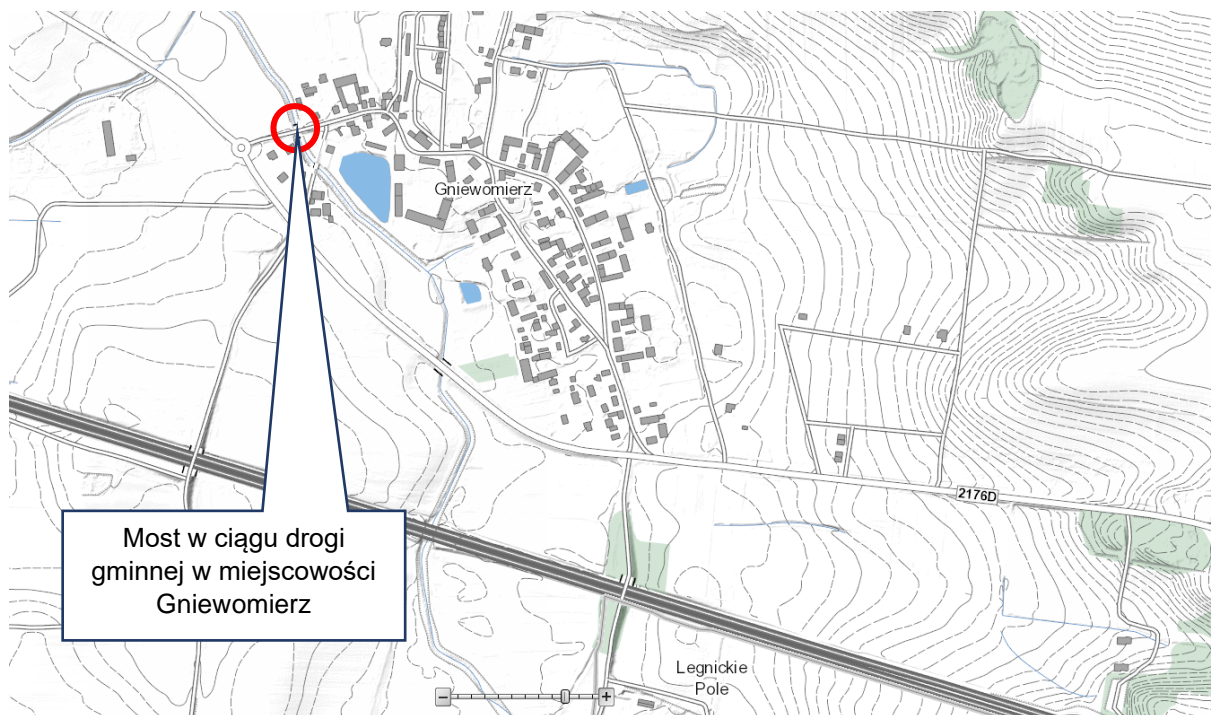 Gniewomierz
2176D
Most w ciągu drogi
gminnej w miejscowości
Gniewomierz
Legnickie
Pole